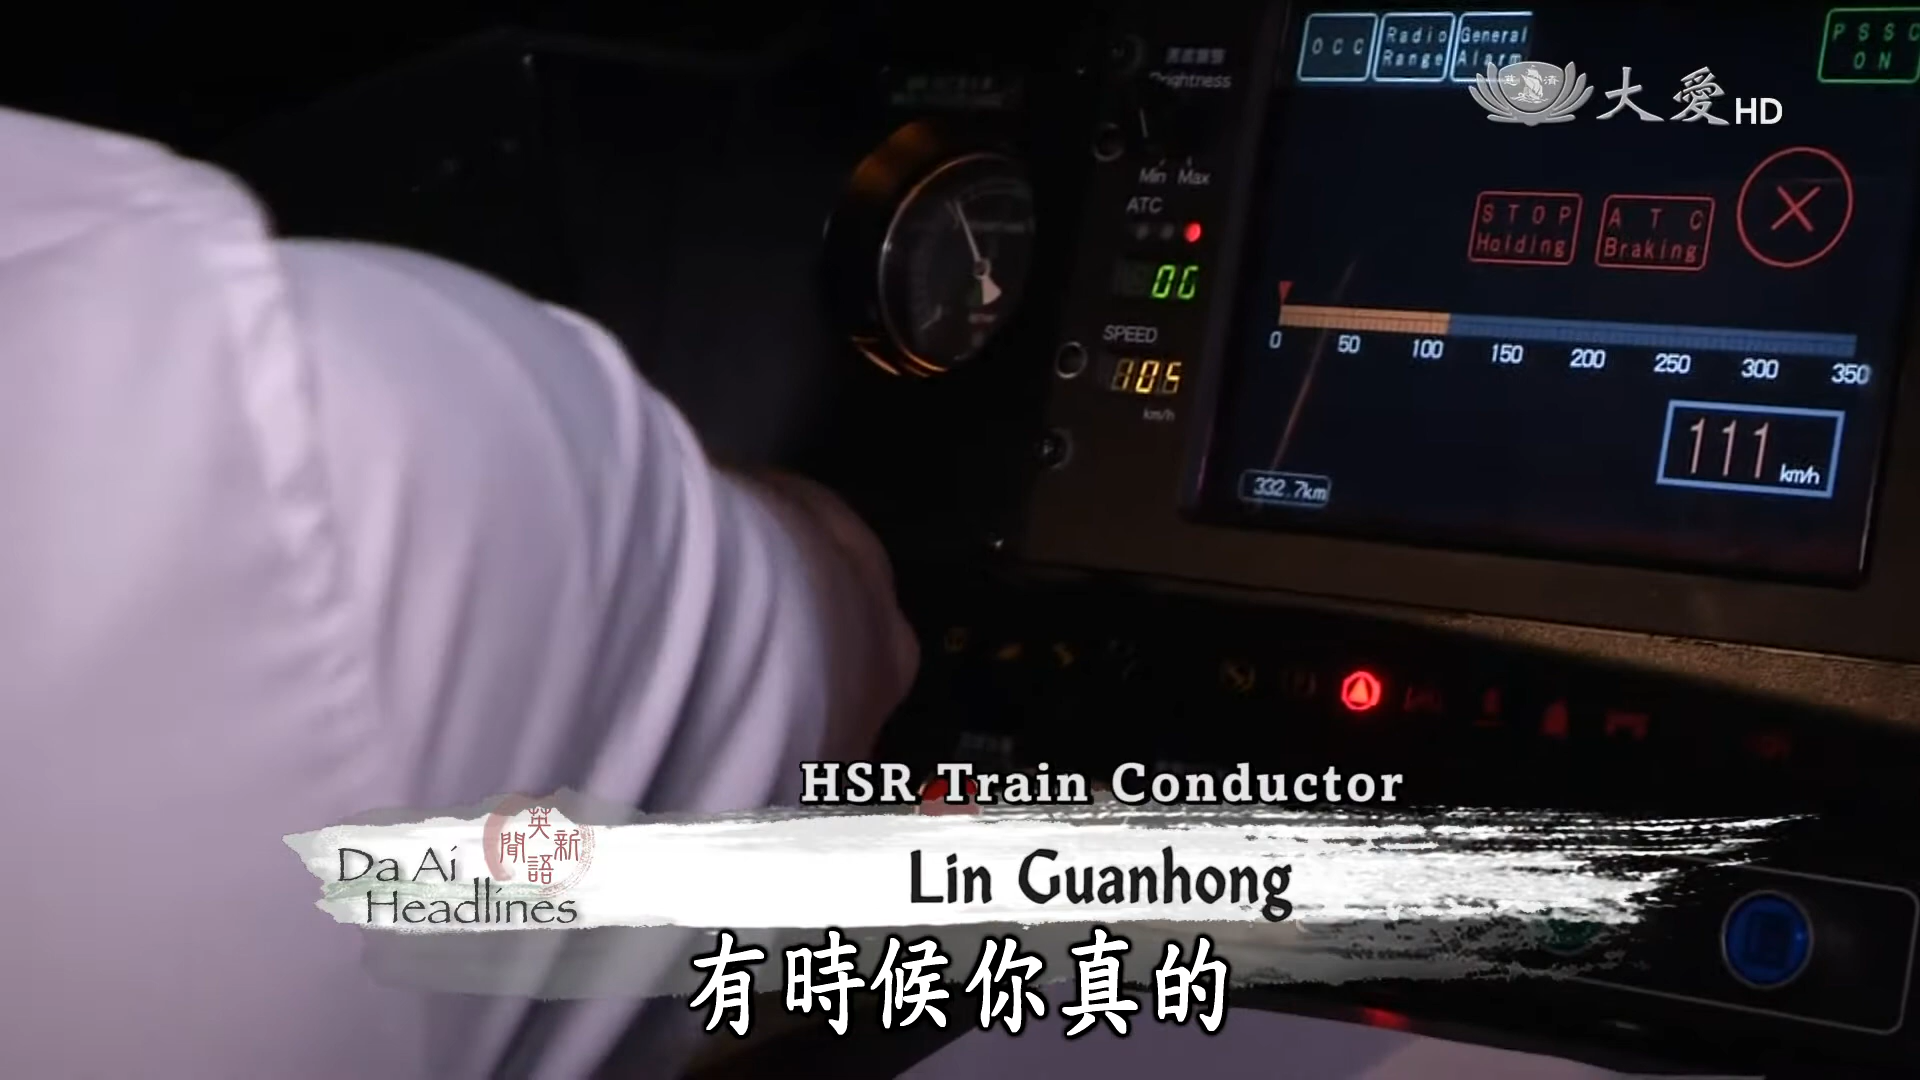 OCC
Radio Range
General Alarm
PSSC ON
慈濟
大愛HD
Brightness
Min Max
ATC
STOP Holding
ATC Braking
00
SPEED
105
km/h
0 50 100 150 200 250 300 350
111 km/h
332.7km
HSR Train Conductor
英語新聞
Da Ai Headlines
Lin Guanhong
有時候你真的